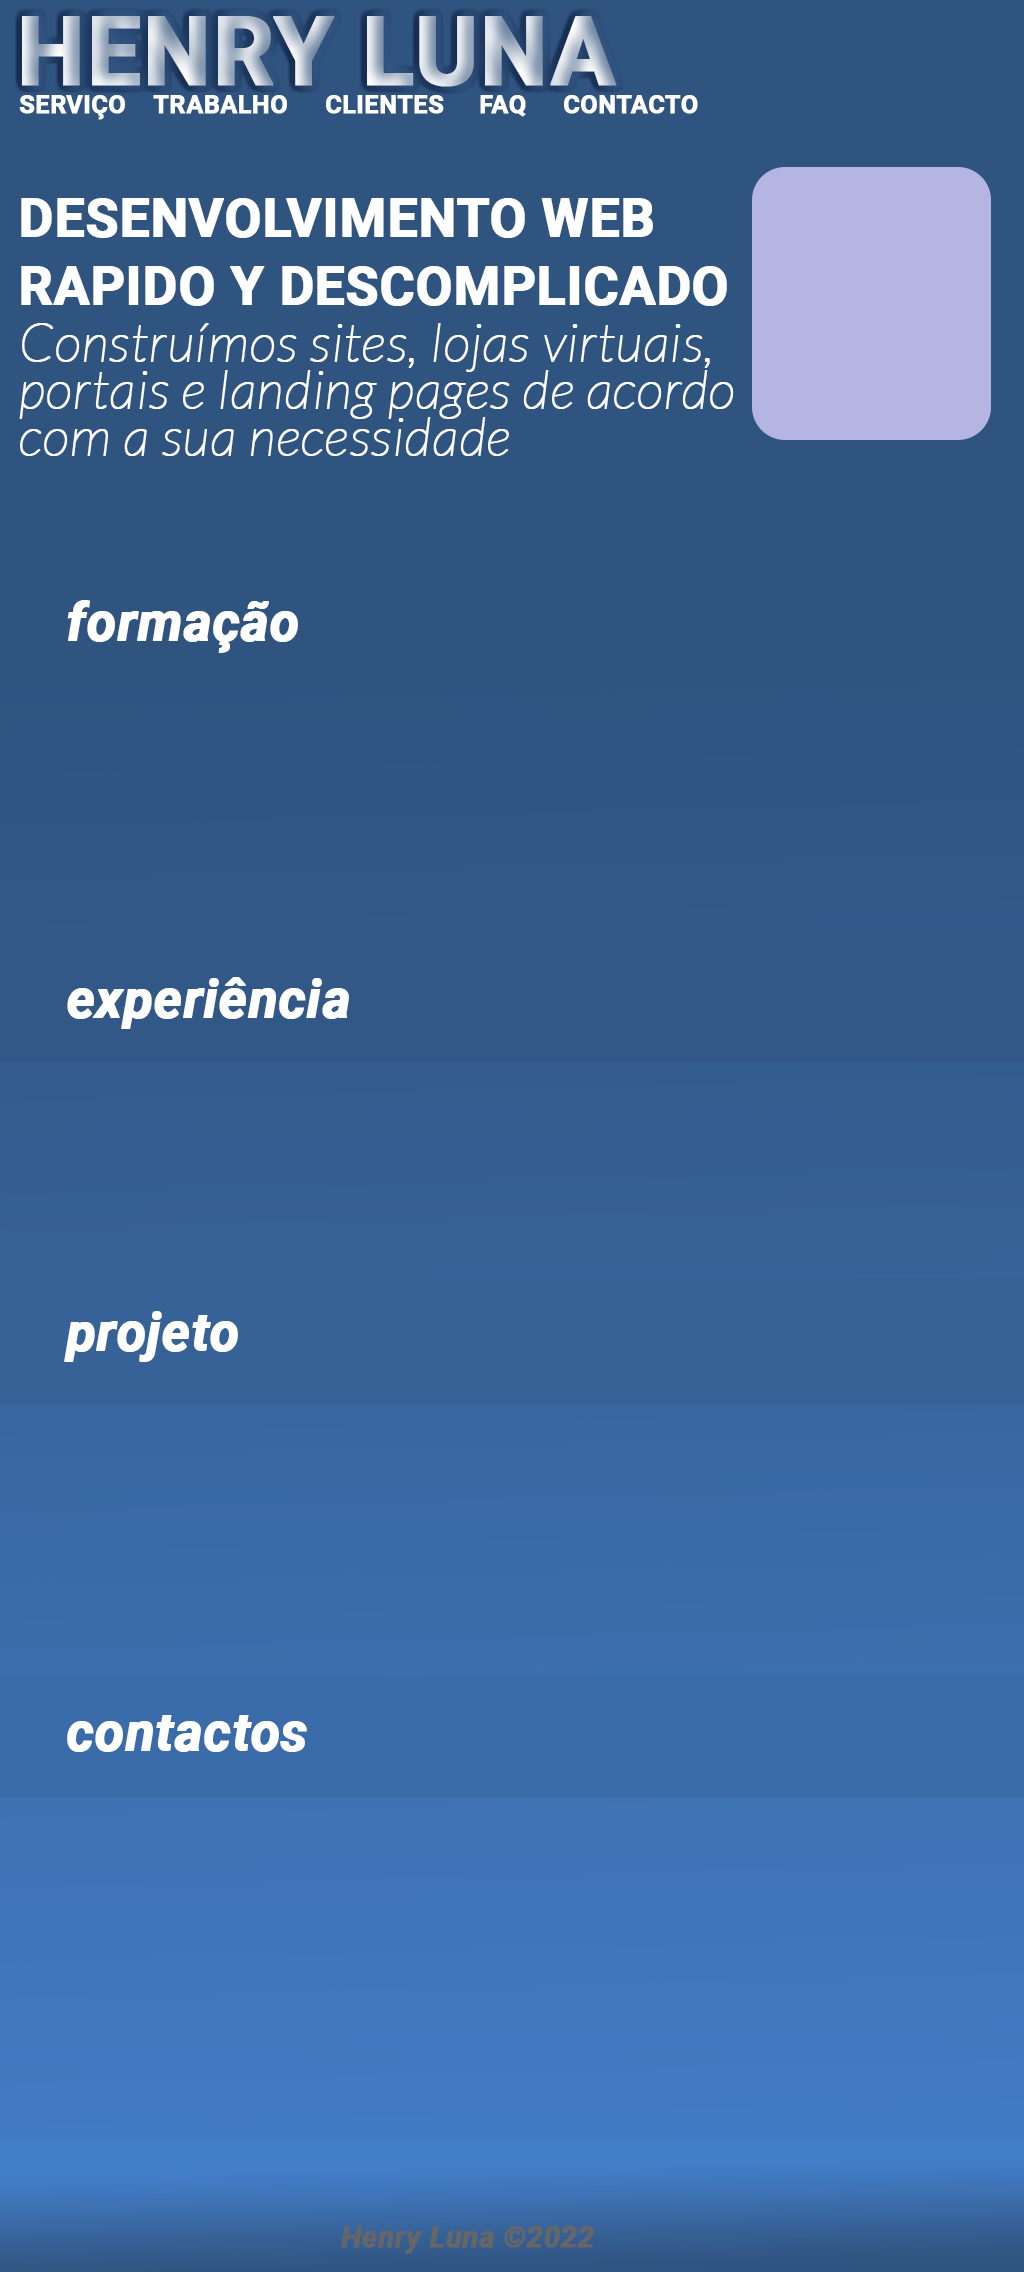 HENRY LUNA
SERVIÇO TRABALHO CLIENTES FAQ CONTACTO
DESENVOLVIMENTO WEB
RAPIDO Y DESCOMPLICADO
Construímos sites, lojas virtuais,
portais e landing pages de acordo
com a sua necessidade
formação
experiência
projeto
contactos
Henry Luna ©2022